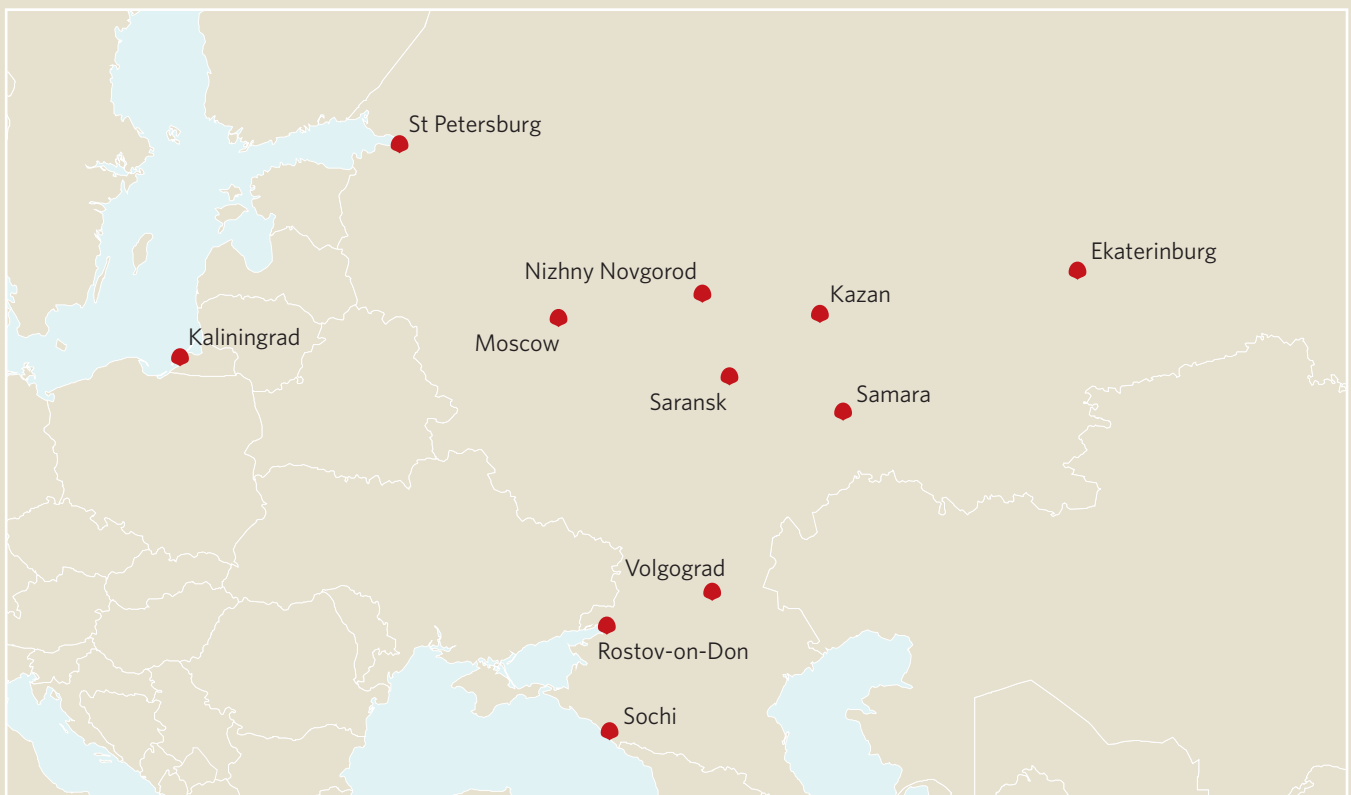 St Petersburg
Ekaterinburg
Nizhny Novgorod
Kazan
Kaliningrad
Moscow
Samara
Saransk
Volgograd
Rostov-on-Don
Sochi